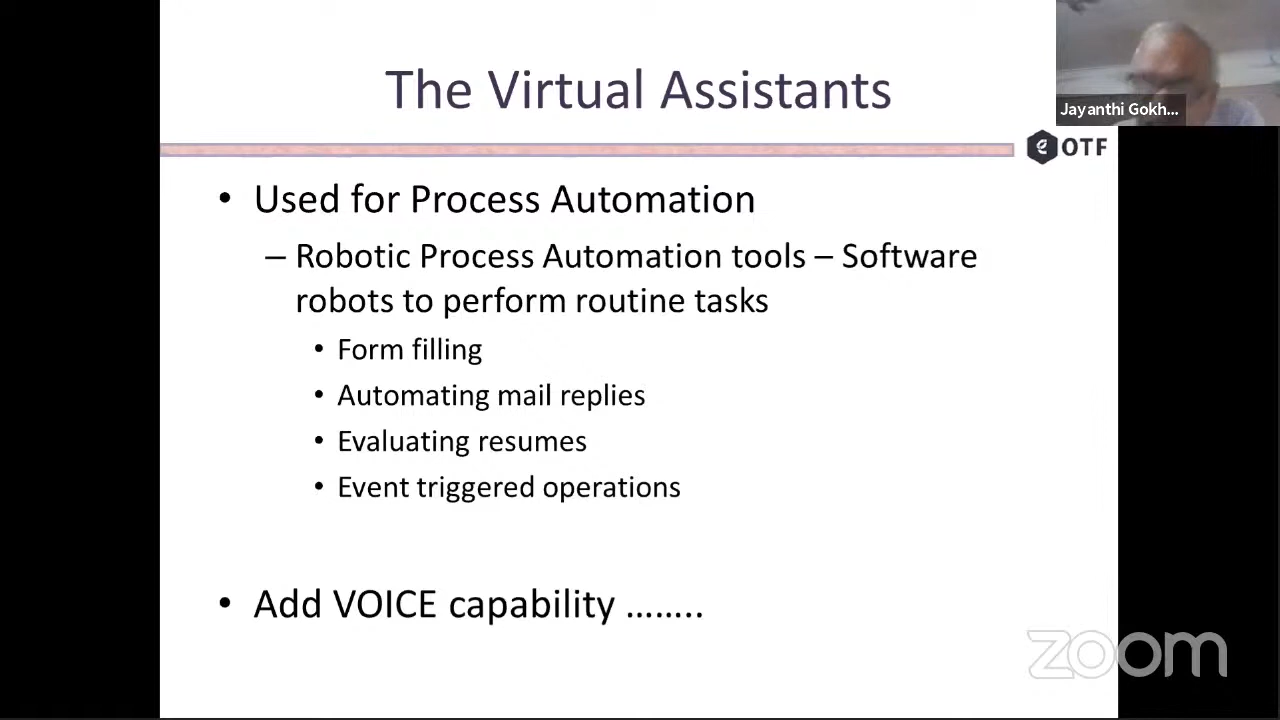 The Virtual Assistants
Jayanthi Gokh...
OTF
• Used for Process Automation
– Robotic Process Automation tools – Software
robots to perform routine tasks
• Form filling
• Automating mail replies
• Evaluating resumes
• Event triggered operations
• Add VOICE capability ……..
zoom